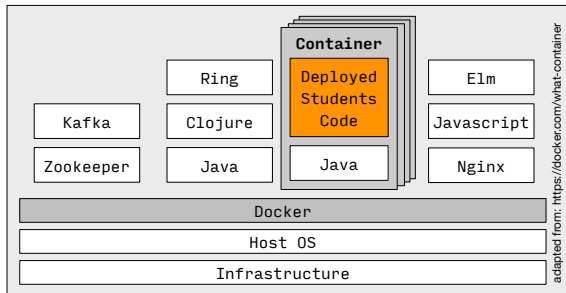 Container
Ring
Deployed
Students
Code
Elm
Kafka
Clojure
Javascript
Zookeeper
Java
Java
Nginx
Docker
Host OS
Infrastructure
adapted from: https://docker.com/what-container